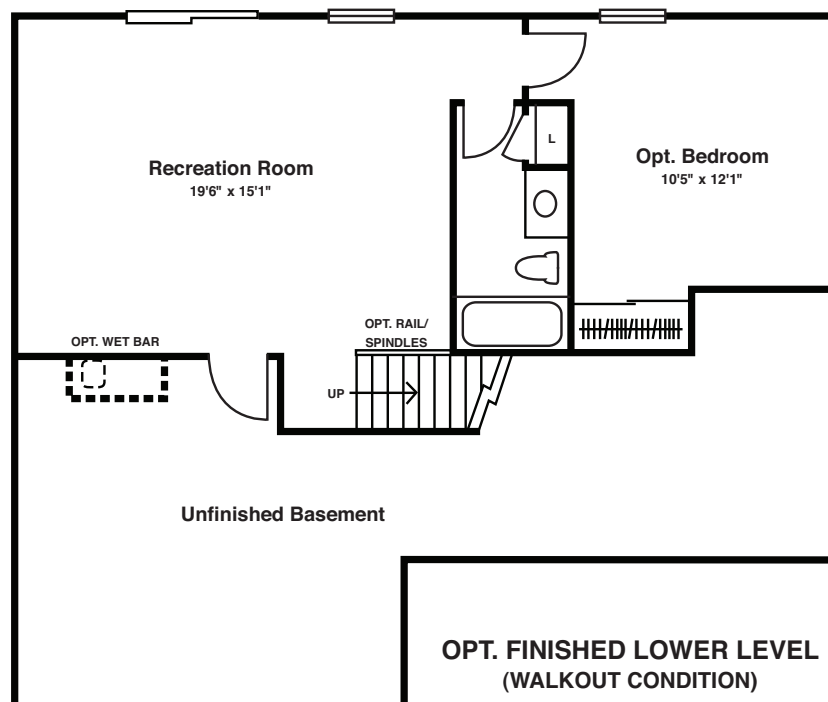 L
Recreation Room
19'6" x 15'1"
Opt. Bedroom
10'5" x 12'1"
OPT. WET BAR
OPT. RAIL/
SPINDLES
UP
Unfinished Basement
OPT. FINISHED LOWER LEVEL
(WALKOUT CONDITION)